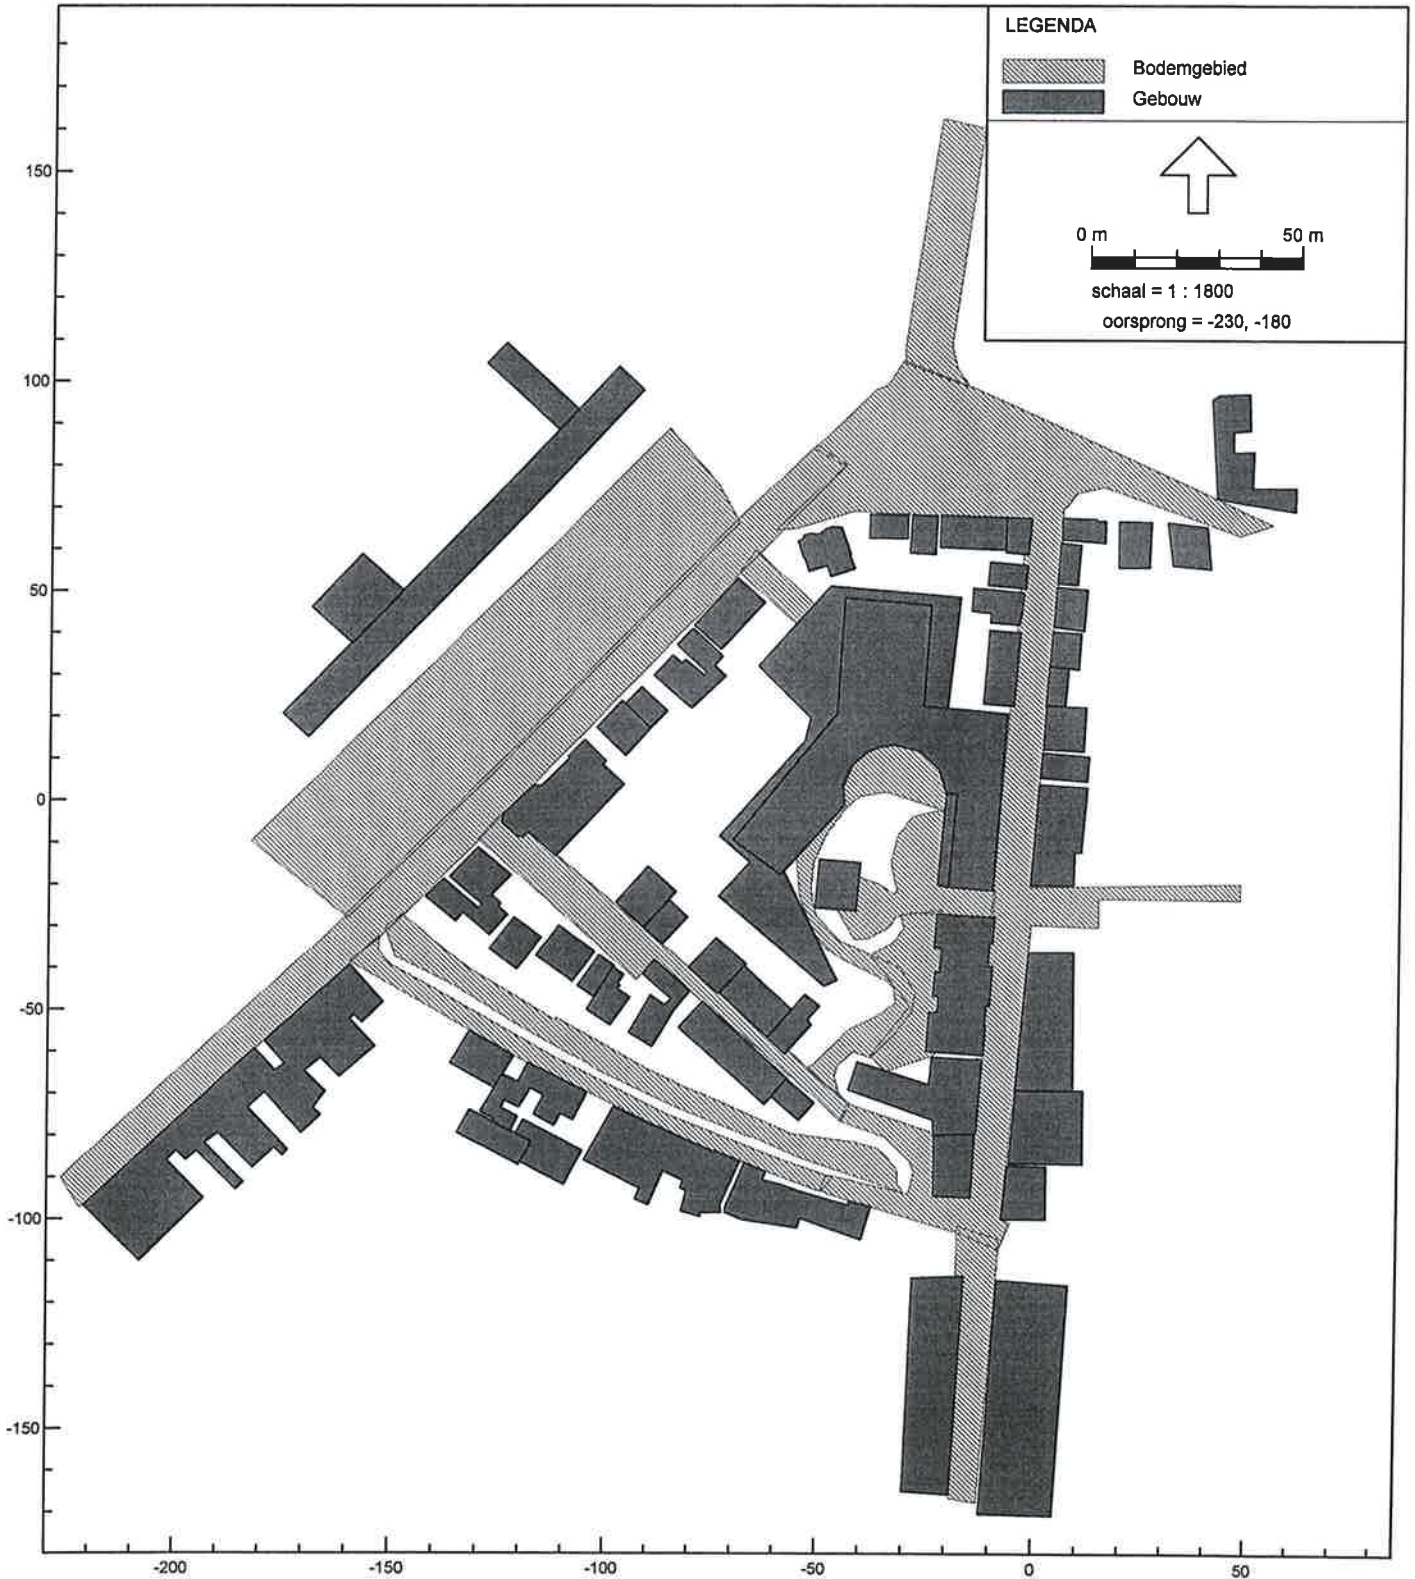 LEGENDA
Bodemgebied
Gebouw
0 m 50 m
schaal = 1 : 1800
oorsprong = -230, -180
150
100
50
0
-50
-100
-150
-200 -150 -100 -50 0 50